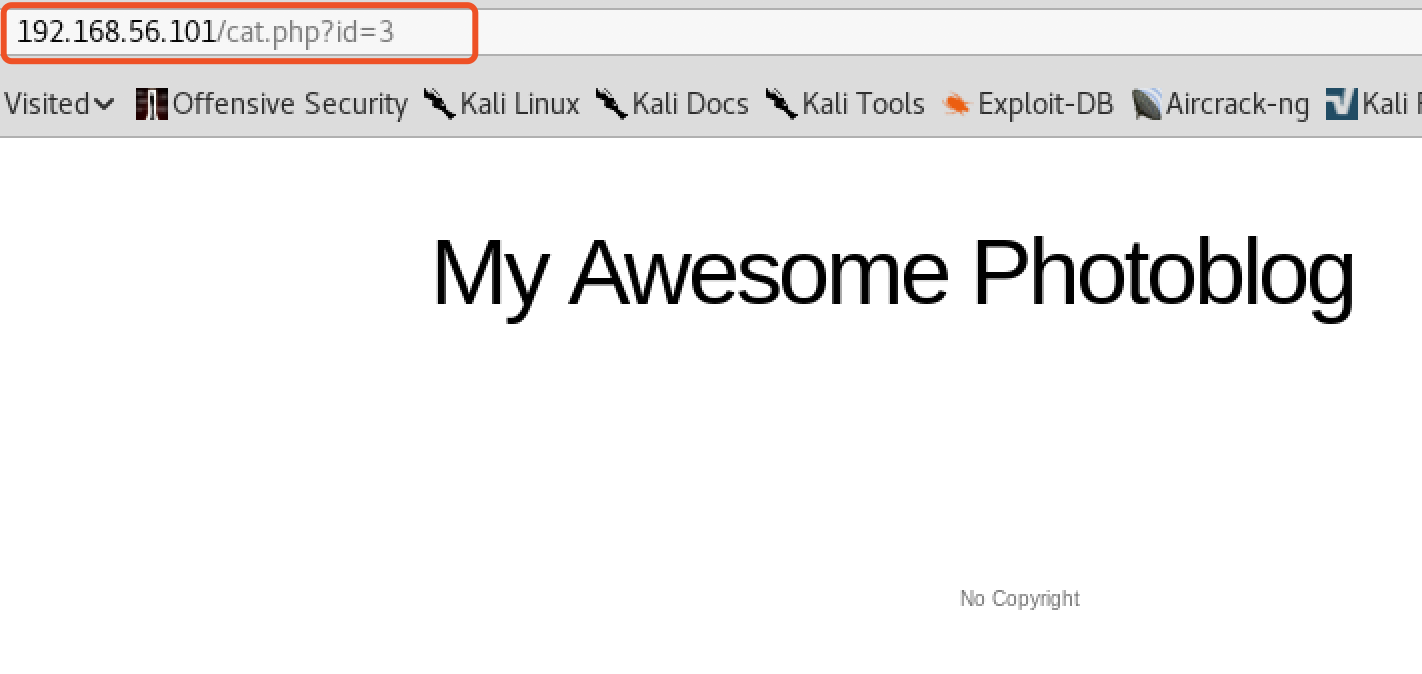 192.168.56.101/cat.php?id=3
Visited Offensive Security Kali Linux Kali Docs Kali Tools Exploit-DB Aircrack-ng Kali
My Awesome Photoblog
No Copyright